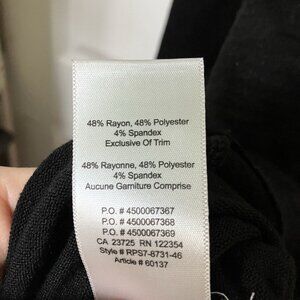 48% Rayon, 48% Polyester
4% Spandex
Exclusive Of Trim
48% Rayonne, 48% Polyester
4% Spandex
Aucune Garniture Comprise
P.O. # 4500067367
P.O. # 4500067368
P.O. # 4500067369
CA 23725 RN 122354
Style # RPS7-8731-46
Article # 60137